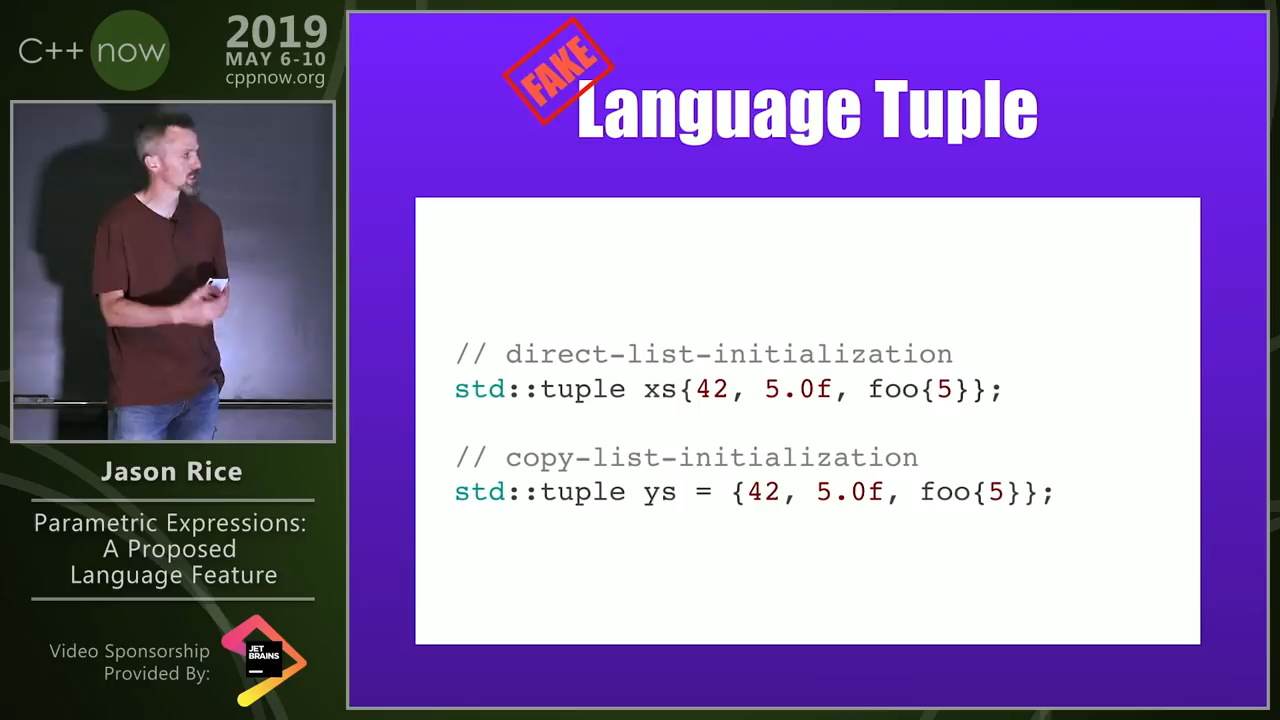 C++ now
2019
MAY 6-10
cppnow.org
Jason Rice
Parametric Expressions:
A Proposed
Language Feature
Video Sponsorship
Provided By:
JET
BRAINS
FAKE
Language Tuple
// direct-list-initialization
std::tuple xs{42, 5.0f, foo{5}};
// copy-list-initialization
std::tuple ys = {42, 5.0f, foo{5}};